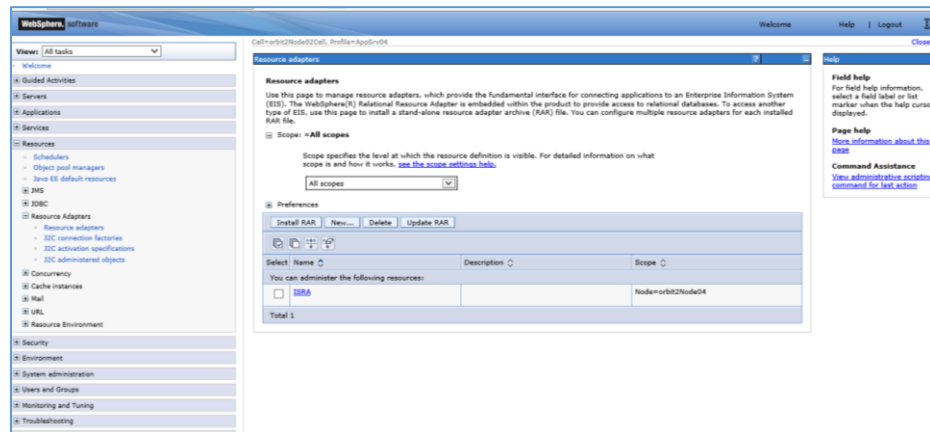 WebSphere. software
Welcome
Help | Logout
View: All tasks
Welcome
Guided Activities
Servers
Applications
Services
Resources
Schedulers
Object pool managers
Java EE default resources
JMS
JDBC
Resource Adapters
Resource adapters
J2C connection factories
J2C activation specifications
J2C administered objects
Concurrency
Cache instances
Mail
URL
Resource Environment
Security
Environment
System administration
Users and Groups
Monitoring and Tuning
Troubleshooting
Cell=orbit2Node02Cell, Profile=AppSrv04
Close
Resource adapters
?
Resource adapters
Use this page to manage resource adapters, which provide the fundamental interface for connecting applications to an Enterprise Information System
(EIS). The WebSphere(R) Relational Resource Adapter is embedded within the product to provide access to relational databases. To access another
type of EIS, use this page to install a stand-alone resource adapter archive (RAR) file. You can configure multiple resource adapters for each installed
RAR file.
Scope: =All scopes
Scope specifies the level at which the resource definition is visible. For detailed information on what
scope is and how it works, see the scope settings help.
All scopes
Preferences
Install RAR New... Delete Update RAR
Select Name Description Scope
You can administer the following resources:
ISRA Node=orbit2Node04
Total 1
Help
Field help
For field help information,
select a field label or list
marker when the help curso
displayed.
Page help
More information about this
page
Command Assistance
View administrative scripting
command for last action